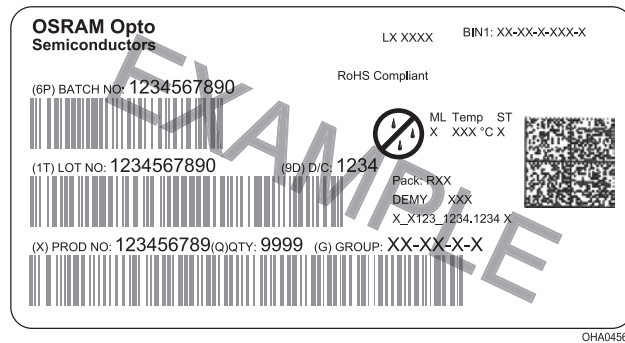 OSRAM Opto
Semiconductors
LX XXXX
BIN1: XX-XX-X-XXX-X
RoHS Compliant
(6P) BATCH NO: 1234567890
ML Temp ST
X XXX °C X
(1T) LOT NO: 1234567890
(9D) D/C: 1234
Pack: RXX
DEMY XXX
X_X123_1234.1234 X
(X) PROD NO: 123456789(Q)QTY: 9999 (G) GROUP: XX-XX-X-X
EXAMPLE
OHA0456